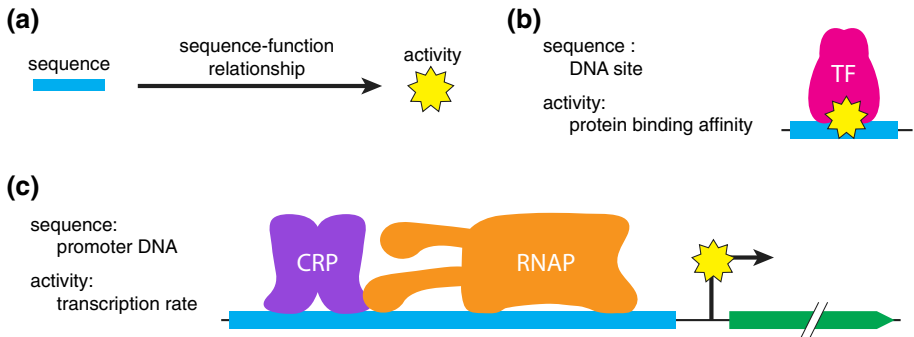 (a)
sequence
sequence-function
relationship
activity
(b)
sequence :
DNA site
activity:
protein binding affinity
TF
(c)
sequence:
promoter DNA
activity:
transcription rate
CRP
RNAP